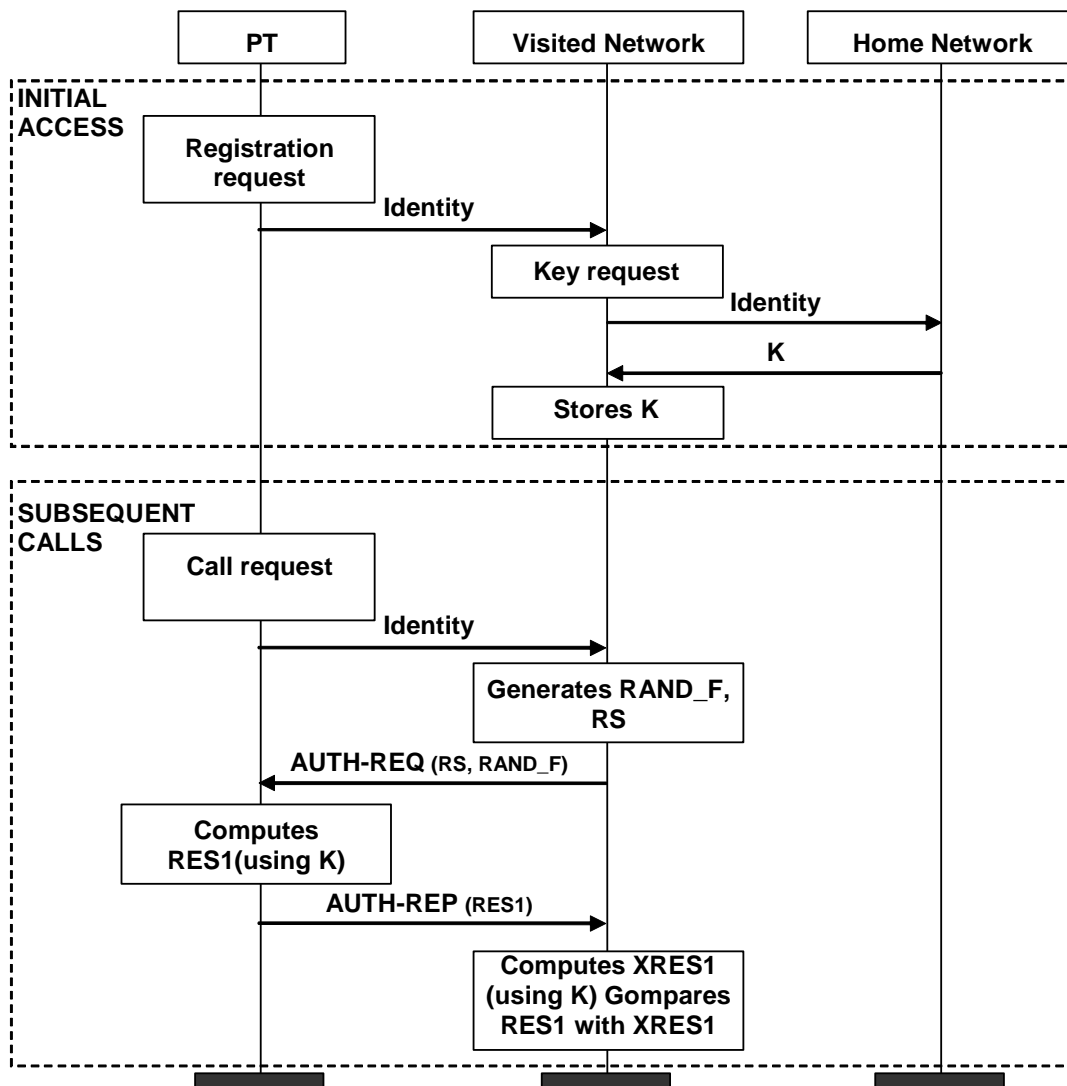 PT
Visited Network
Home Network
INITIAL
ACCESS
Registration
request
Identity
Key request
Identity
K
Stores K
SUBSEQUENT
CALLS
Call request
Identity
Generates RAND_F,
RS
AUTH-REQ (RS, RAND_F)
Computes
RES1(using K)
AUTH-REP (RES1)
Computes XRES1
(using K) Gompares
RES1 with XRES1